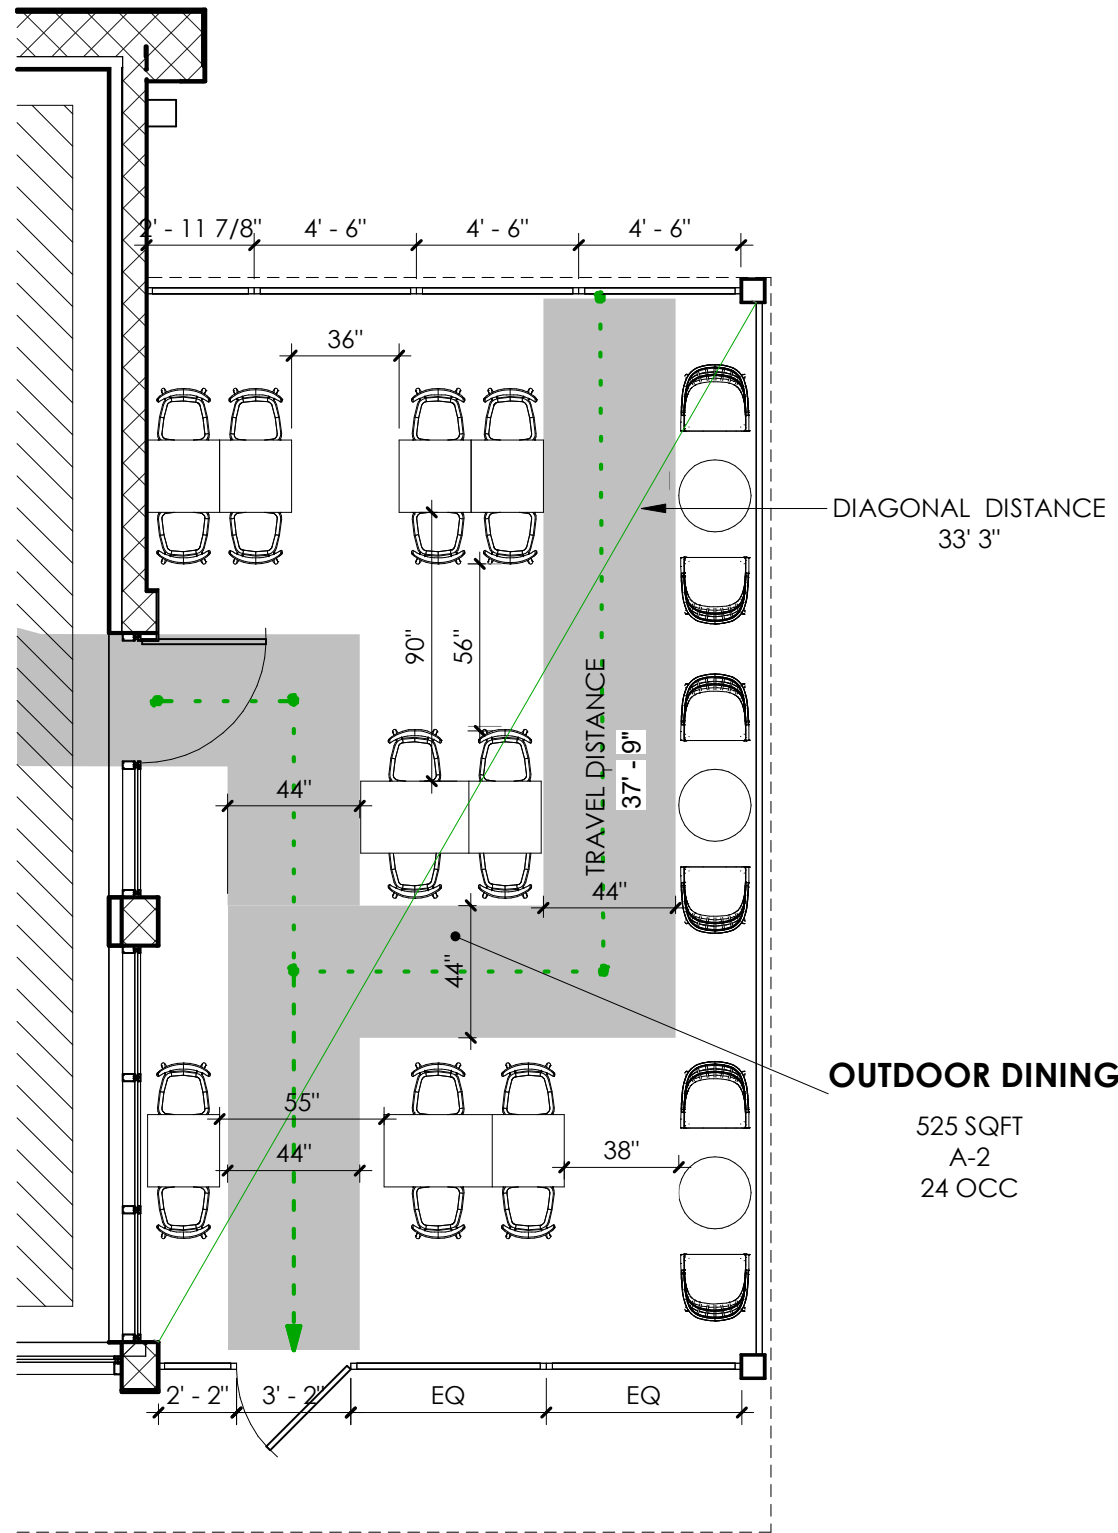 2' - 11 7/8"
4' - 6"
4' - 6"
4' - 6"
36"
DIAGONAL DISTANCE
33' 3"
90"
56"
TRAVEL DISTANCE
37' - 9"
44"
44"
44"
OUTDOOR DINING
525 SQFT
A-2
24 OCC
55"
44"
38"
2' - 2"
3' - 2"
EQ
EQ